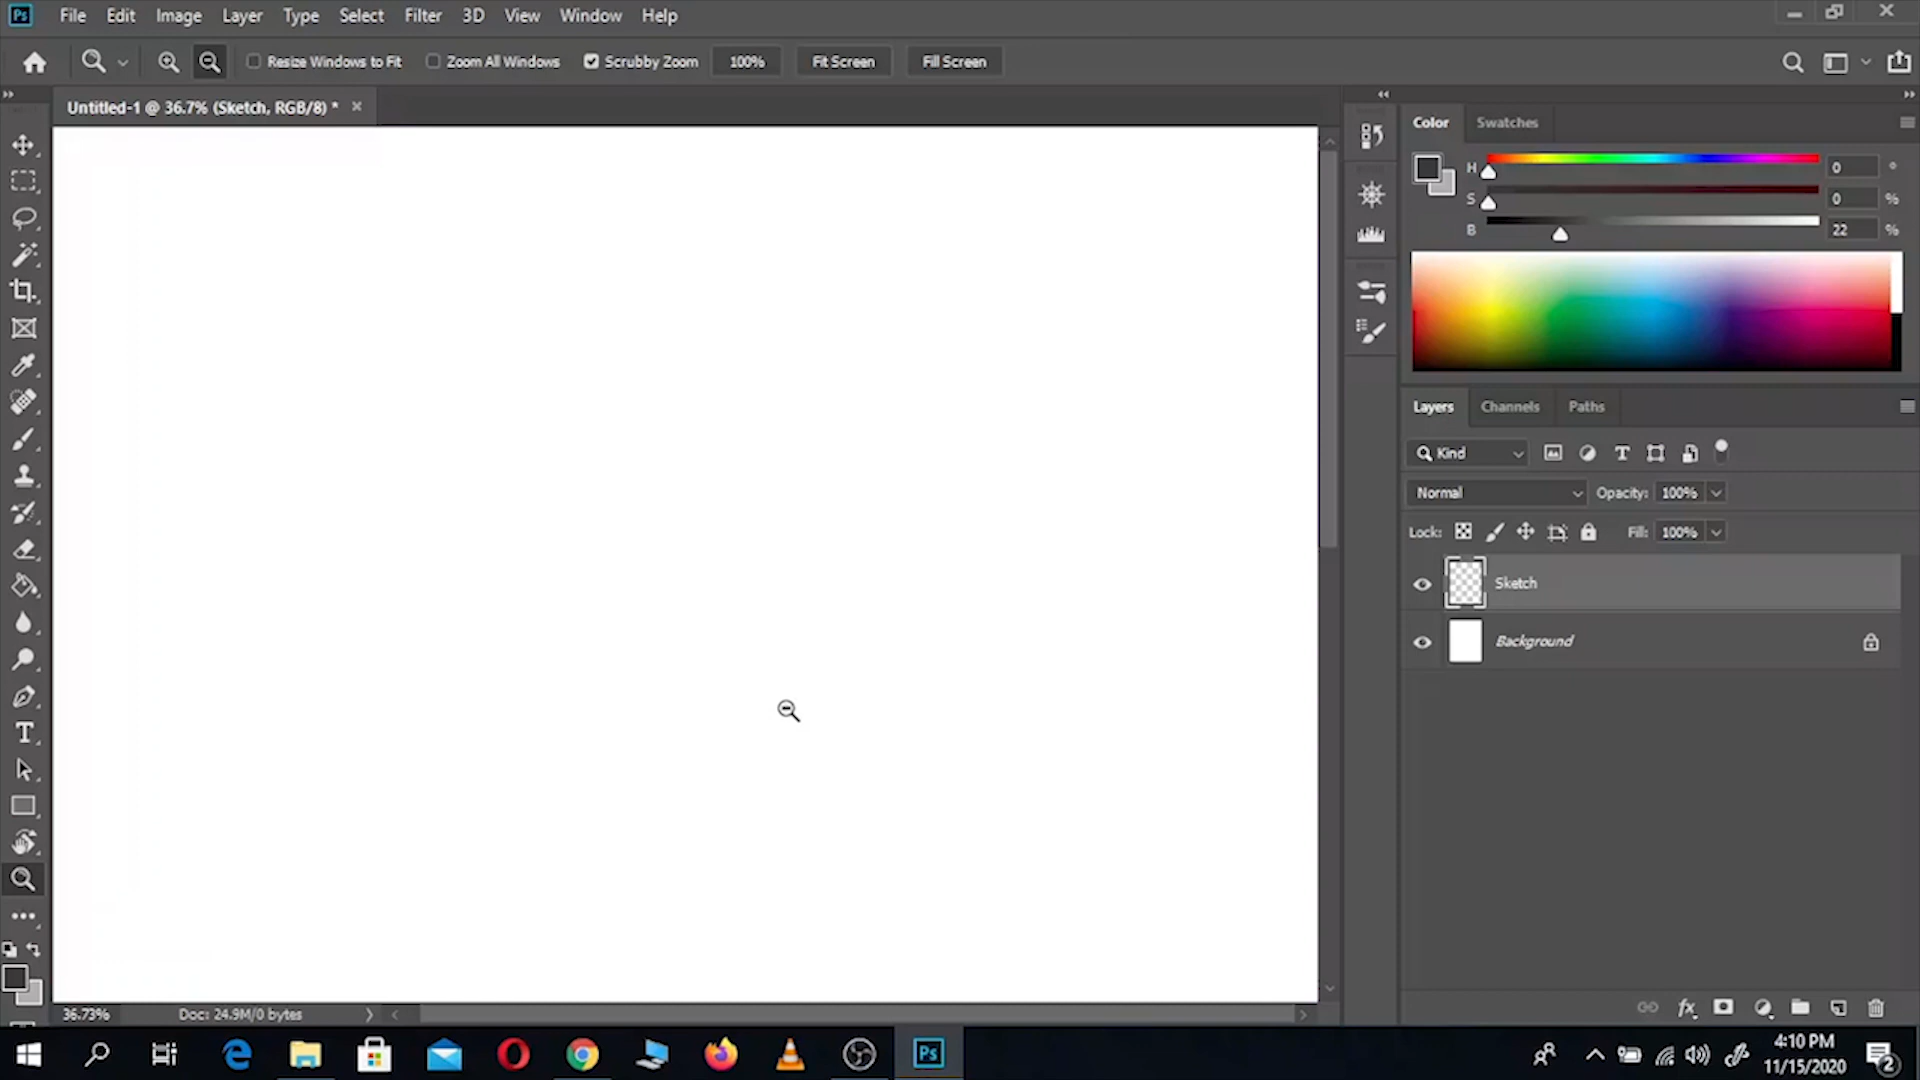 Ps File Edit Image Layer Type Select Filter 3D View Window Help
Resize Windows to Fit Zoom All Windows Scrubby Zoom 100% Fit Screen Fill Screen
Untitled-1 @ 36.7% (Sketch, RGB/8) * ×
Color Swatches
H 0 °
S 0 %
B 22 %
Layers Channels Paths
Kind
Normal Opacity: 100%
Lock: Fill: 100%
Sketch
Background
36.73% Doc: 24.9M/0 bytes
fx
Ps
4:10 PM
11/15/2020
2